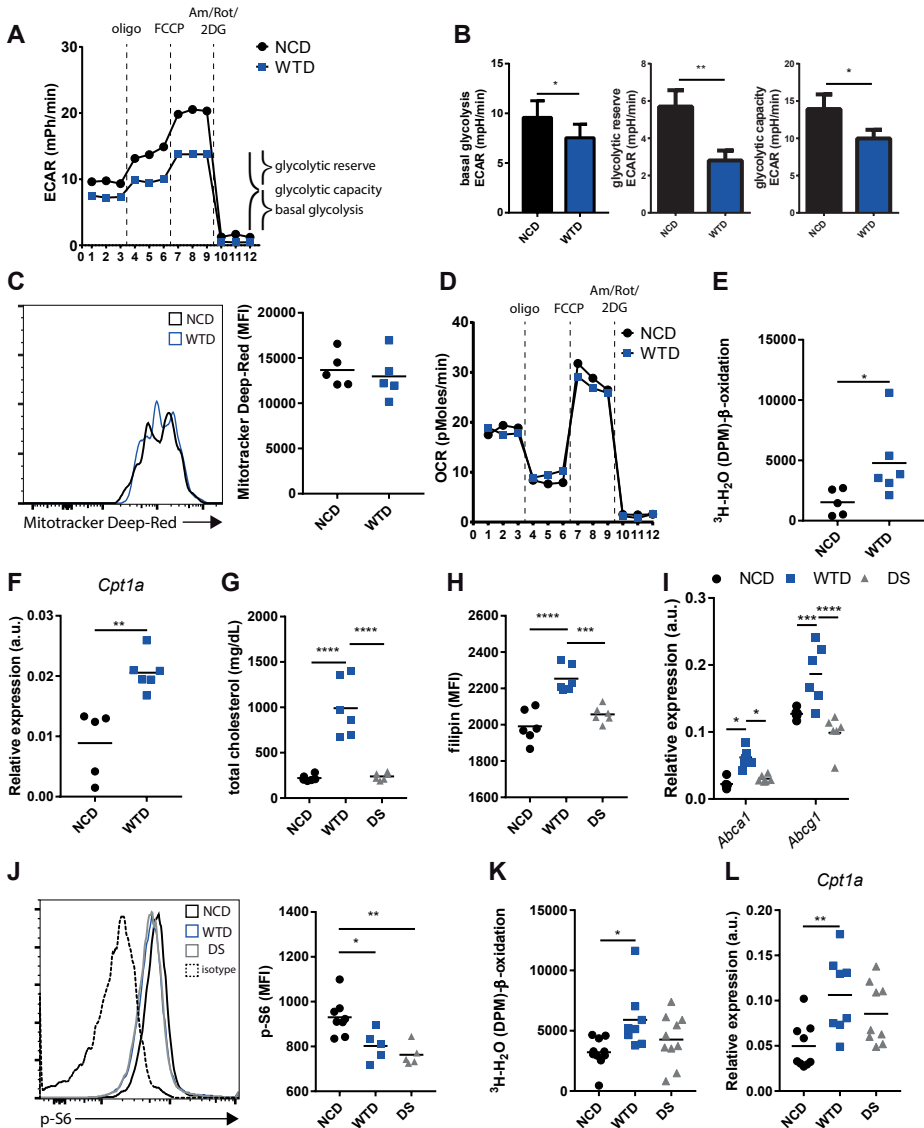 A
oligo FCCP Am/Rot/
2DG
NCD
WTD
ECAR (mPh/min)
30
20
10
0
0 1 2 3 4 5 6 7 8 9 10 11 12
glycolytic reserve
glycolytic capacity
basal glycolysis
B
basal glycolysis
ECAR (mpH/min)
15
10
5
0
*
NCD WTD
glycolytic reserve
ECAR (mpH/min)
8
6
4
2
0
**
NCD WTD
glycolytic capacity
ECAR (mpH/min)
20
15
10
5
0
*
NCD WTD
C
NCD
WTD
Mitotracker Deep-Red
Mitotracker Deep-Red (MFI)
20000
15000
10000
5000
0
NCD WTD
D
oligo FCCP Am/Rot/
2DG
NCD
WTD
OCR (pMoles/min)
40
30
20
10
0
0 1 2 3 4 5 6 7 8 9 10 11 12
E
³H-H₂O (DPM)-β-oxidation
15000
10000
5000
0
*
NCD WTD
F
Cpt1a
Relative expression (a.u.)
0.03
0.02
0.01
0.00
**
NCD WTD
G
total cholesterol (mg/dL)
2000
1500
1000
500
0
**** ****
NCD WTD DS
H
filipin (MFI)
2600
2400
2200
2000
1800
1600
**** ***
NCD WTD DS
I
NCD WTD DS
Relative expression (a.u.)
0.3
0.2
0.1
0.0
* * *** ****
Abca1 Abcg1
J
NCD
WTD
DS
isotype
p-S6
p-S6 (MFI)
1400
1200
1000
800
600
**
*
NCD WTD DS
K
³H-H₂O (DPM)-β-oxidation
15000
10000
5000
0
*
NCD WTD DS
L
Cpt1a
Relative expression (a.u.)
0.20
0.15
0.10
0.05
0.00
**
NCD WTD DS